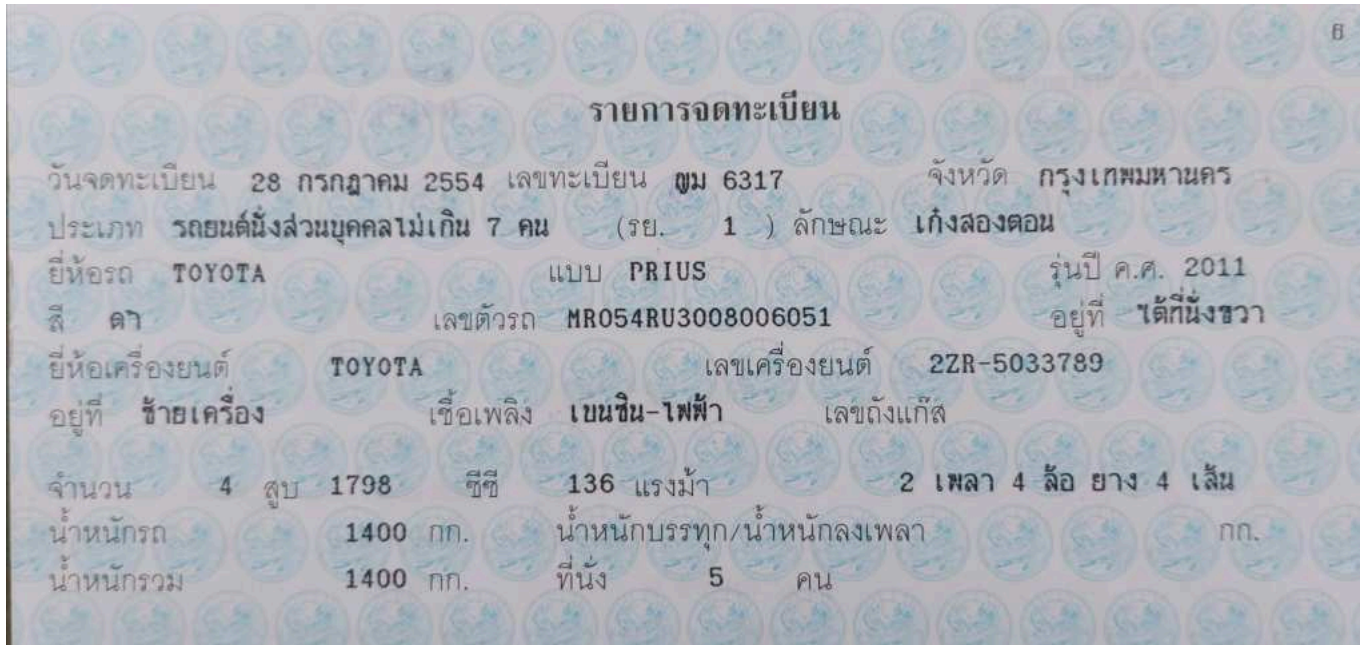 รายการจดทะเบียน
วันจดทะเบียน 28 กรกฎาคม 2554 เลขทะเบียน ญม 6317 จังหวัด กรุงเทพมหานคร
ประเภท รถยนต์นั่งส่วนบุคคลไม่เกิน 7 คน (รย. 1 ) ลักษณะ เก๋งสองตอน
ยี่ห้อรถ TOYOTA แบบ PRIUS รุ่นปี ค.ศ. 2011
สี ดำ เลขตัวรถ MR054RU3008006051 อยู่ที่ ใต้ที่นั่งขวา
ยี่ห้อเครื่องยนต์ TOYOTA เลขเครื่องยนต์ 2ZR-5033789
อยู่ที่ ซ้ายเครื่อง เชื้อเพลิง เบนซิน-ไฟฟ้า เลขถังแก๊ส
จำนวน 4 สูบ 1798 ซีซี 136 แรงม้า 2 เพลา 4 ล้อ ยาง 4 เส้น
น้ำหนักรถ 1400 กก. น้ำหนักบรรทุก/น้ำหนักลงเพลา กก.
น้ำหนักรวม 1400 กก. ที่นั่ง 5 คน